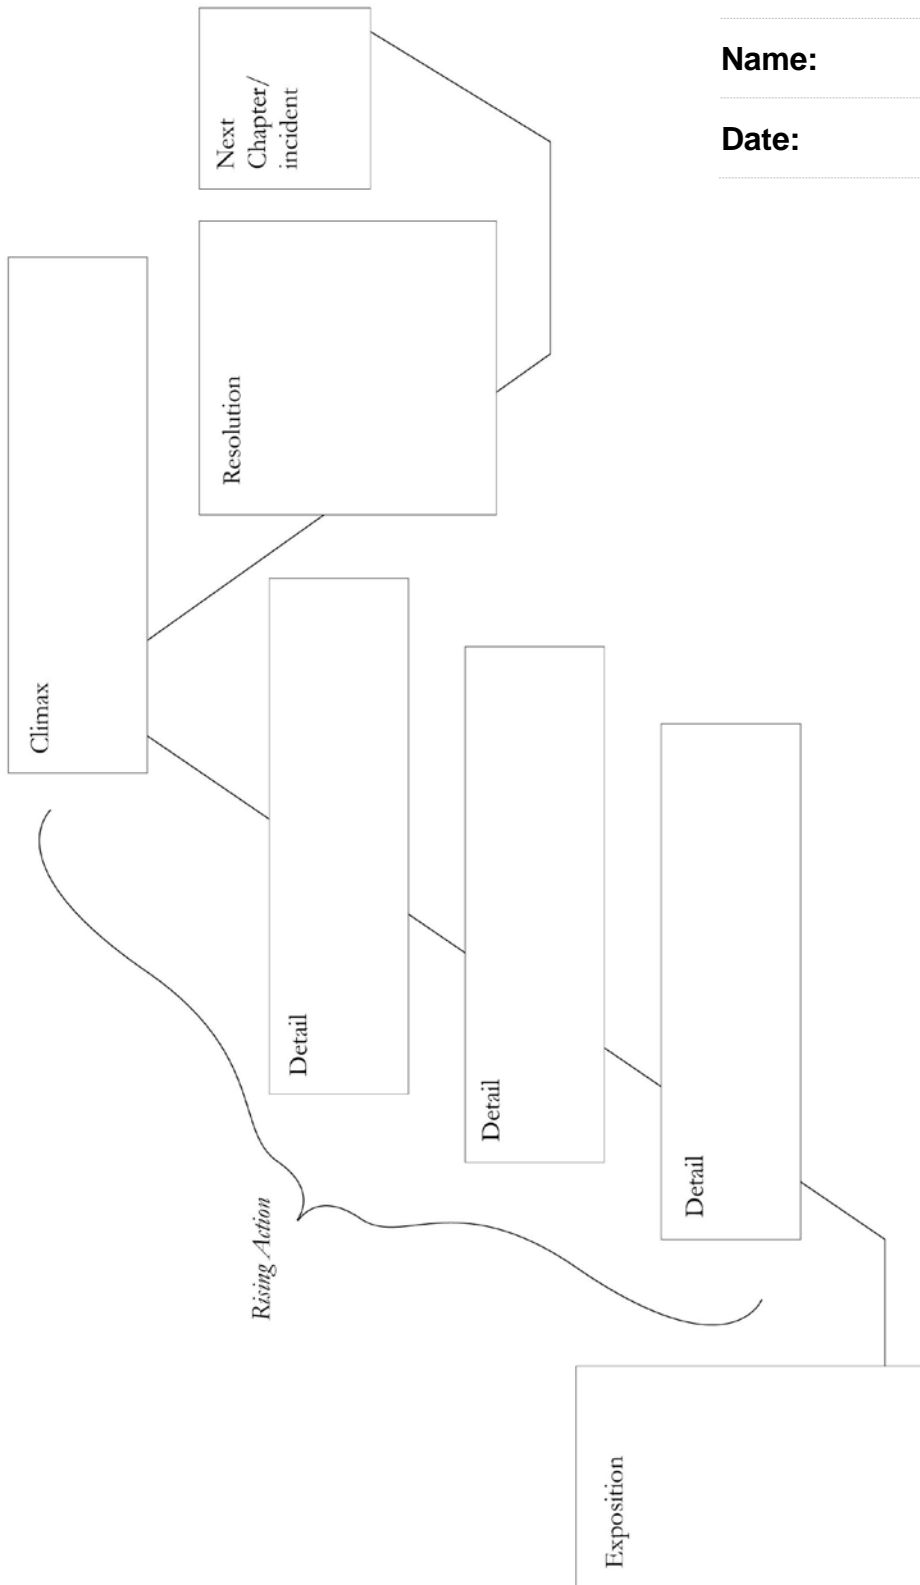 Name:
Date:
Exposition
Rising Action
Detail
Detail
Detail
Climax
Resolution
Next
Chapter/
incident